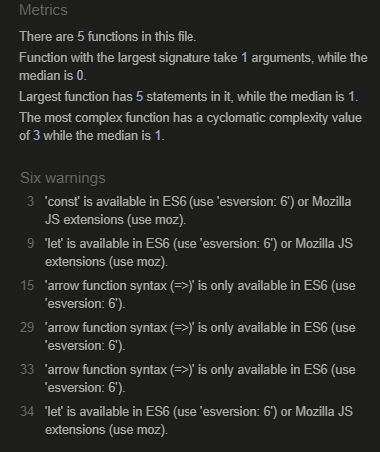 Metrics
There are 5 functions in this file.
Function with the largest signature take 1 arguments, while the
median is 0.
Largest function has 5 statements in it, while the median is 1.
The most complex function has a cyclomatic complexity value
of 3 while the median is 1.
Six warnings
3 'const' is available in ES6 (use 'esversion: 6') or Mozilla
JS extensions (use moz).
9 'let' is available in ES6 (use 'esversion: 6') or Mozilla JS
extensions (use moz).
15 'arrow function syntax (=>)' is only available in ES6 (use
'esversion: 6').
29 'arrow function syntax (=>)' is only available in ES6 (use
'esversion: 6').
33 'arrow function syntax (=>)' is only available in ES6 (use
'esversion: 6').
34 'let' is available in ES6 (use 'esversion: 6') or Mozilla JS
extensions (use moz).